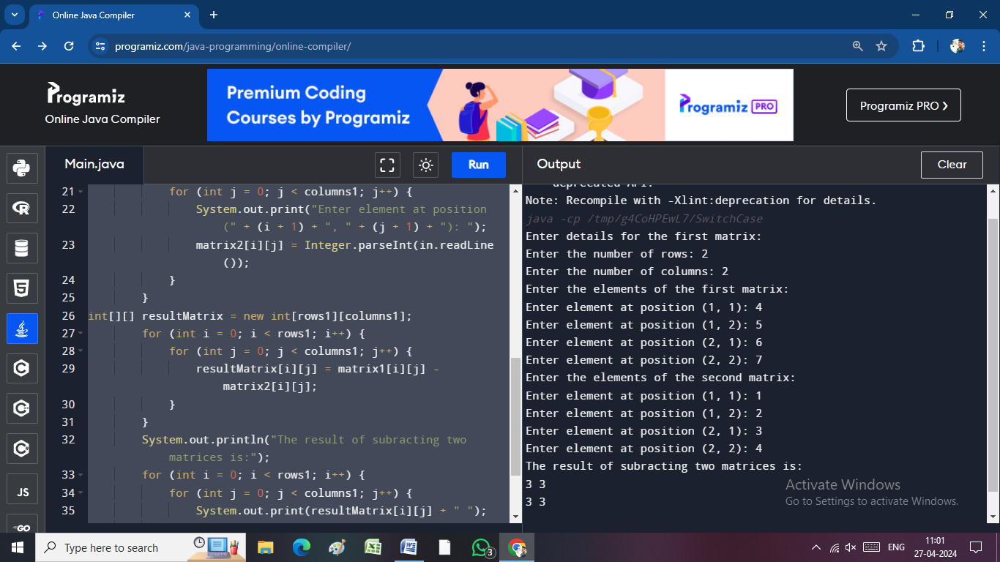 Online Java Compiler
programiz.com/java-programming/online-compiler/
Programiz
Online Java Compiler
Premium Coding
Courses by Programiz
Programiz PRO
Programiz PRO ❯
Main.java
Run
Output
Clear
21 for (int j = 0; j < columns1; j++) {
22 System.out.print("Enter element at position
(" + (i + 1) + ", " + (j + 1) + "): ");
23 matrix2[i][j] = Integer.parseInt(in.readLine
());
24 }
25 }
26 int[][] resultMatrix = new int[rows1][columns1];
27 for (int i = 0; i < rows1; i++) {
28 for (int j = 0; j < columns1; j++) {
29 resultMatrix[i][j] = matrix1[i][j] -
matrix2[i][j];
30 }
31 }
32 System.out.println("The result of subracting two
matrices is:");
33 for (int i = 0; i < rows1; i++) {
34 for (int j = 0; j < columns1; j++) {
35 System.out.print(resultMatrix[i][j] + " ");
deprecated API.
Note: Recompile with -Xlint:deprecation for details.
java -cp /tmp/g4CoHPEwL7/SwitchCase
Enter details for the first matrix:
Enter the number of rows: 2
Enter the number of columns: 2
Enter the elements of the first matrix:
Enter element at position (1, 1): 4
Enter element at position (1, 2): 5
Enter element at position (2, 1): 6
Enter element at position (2, 2): 7
Enter the elements of the second matrix:
Enter element at position (1, 1): 1
Enter element at position (1, 2): 2
Enter element at position (2, 1): 3
Enter element at position (2, 2): 4
The result of subracting two matrices is:
3 3
3 3
Activate Windows
Go to Settings to activate Windows.
JS
GO
Type here to search
3
ENG
11:01
27-04-2024